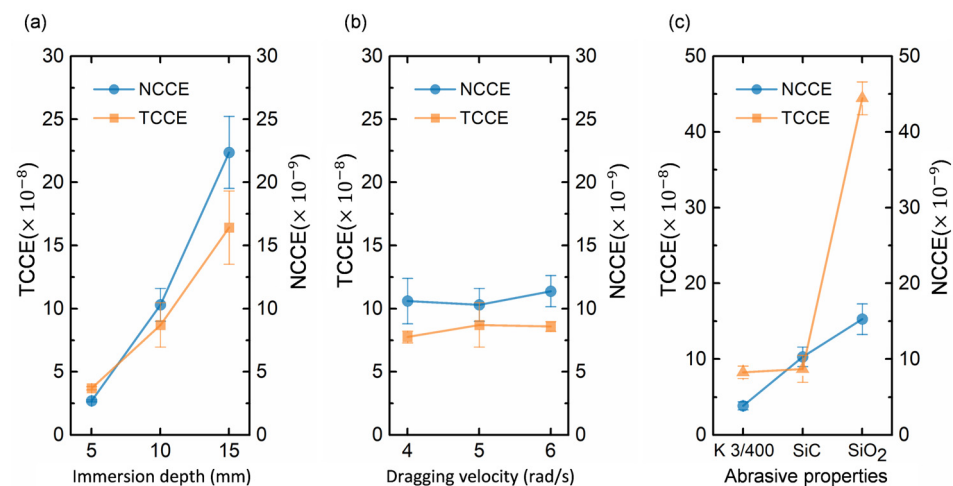 (a)
30
25
20
15
10
5
0
TCCE(× 10⁻⁸)
NCCE
TCCE
30
25
20
15
10
5
0
NCCE(× 10⁻⁹)
5 10 15
Immersion depth (mm)
(b)
30
25
20
15
10
5
0
TCCE(× 10⁻⁸)
NCCE
TCCE
30
25
20
15
10
5
0
NCCE(× 10⁻⁹)
4 5 6
Dragging velocity (rad/s)
(c)
50
40
30
20
10
0
TCCE(× 10⁻⁸)
NCCE
TCCE
50
40
30
20
10
0
NCCE(× 10⁻⁹)
K 3/400 SiC SiO₂
Abrasive properties